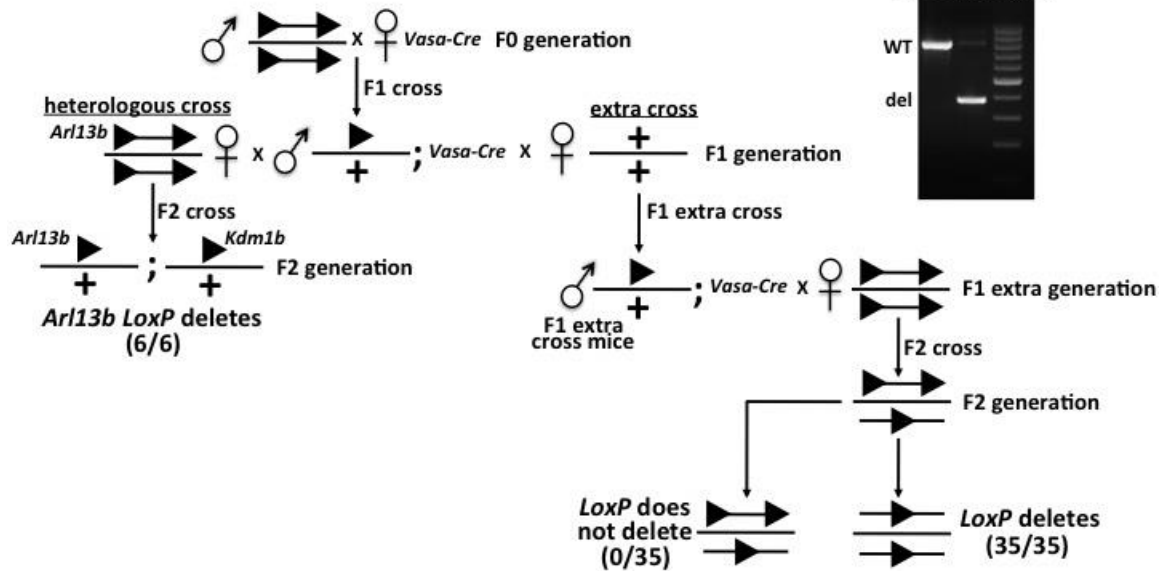 x Vasa-Cre F0 generation
F1 cross
heterologous cross
extra cross
Arl13b
+
x + ; Vasa-Cre x + F1 generation
F2 cross
F1 extra cross
Arl13b Kdm1b
+ ; + F2 generation
Arl13b LoxP deletes
(6/6)
+ ; Vasa-Cre x F1 extra generation
F1 extra
cross mice
F2 cross
F2 generation
LoxP does
not delete
(0/35)
LoxP deletes
(35/35)
WT
del